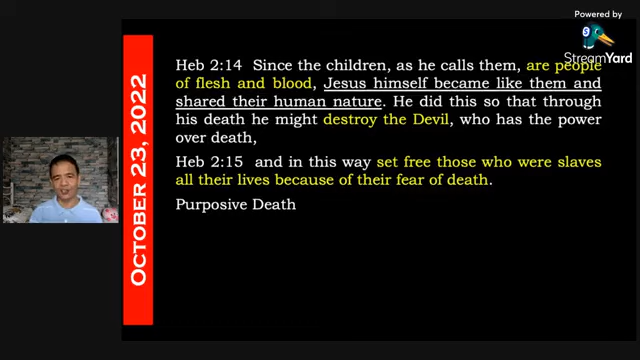 Powered by
S
StreamYard
OCTOBER 23, 2022
Heb 2:14 Since the children, as he calls them, are people
of flesh and blood, Jesus himself became like them and
shared their human nature. He did this so that through
his death he might destroy the Devil, who has the power
over death,
Heb 2:15 and in this way set free those who were slaves
all their lives because of their fear of death.
Purposive Death